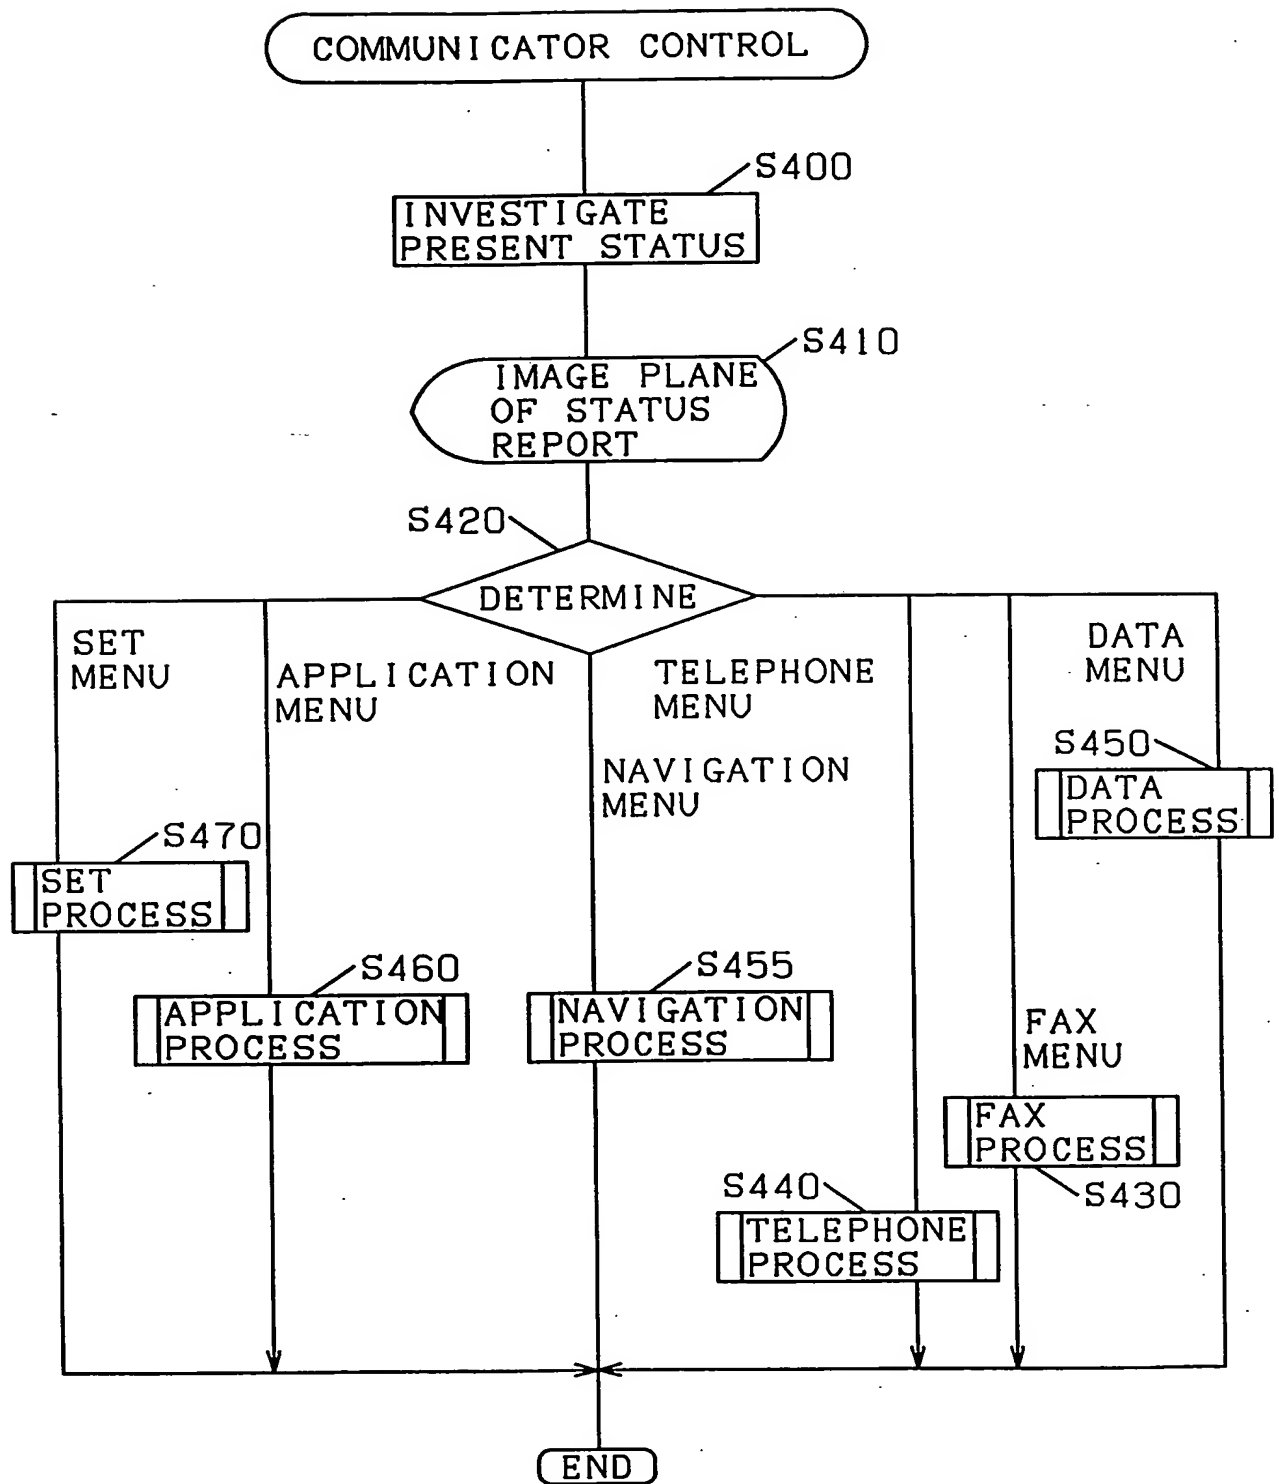 COMMUNICATOR CONTROL
S400
INVESTIGATE
PRESENT STATUS
S410
IMAGE PLANE
OF STATUS
REPORT
S420
DETERMINE
SET
MENU
APPLICATION
MENU
TELEPHONE
MENU
DATA
MENU
NAVIGATION
MENU
S450
DATA
PROCESS
S470
SET
PROCESS
S460
APPLICATION
PROCESS
S455
NAVIGATION
PROCESS
FAX
MENU
FAX
PROCESS
S430
S440
TELEPHONE
PROCESS
END